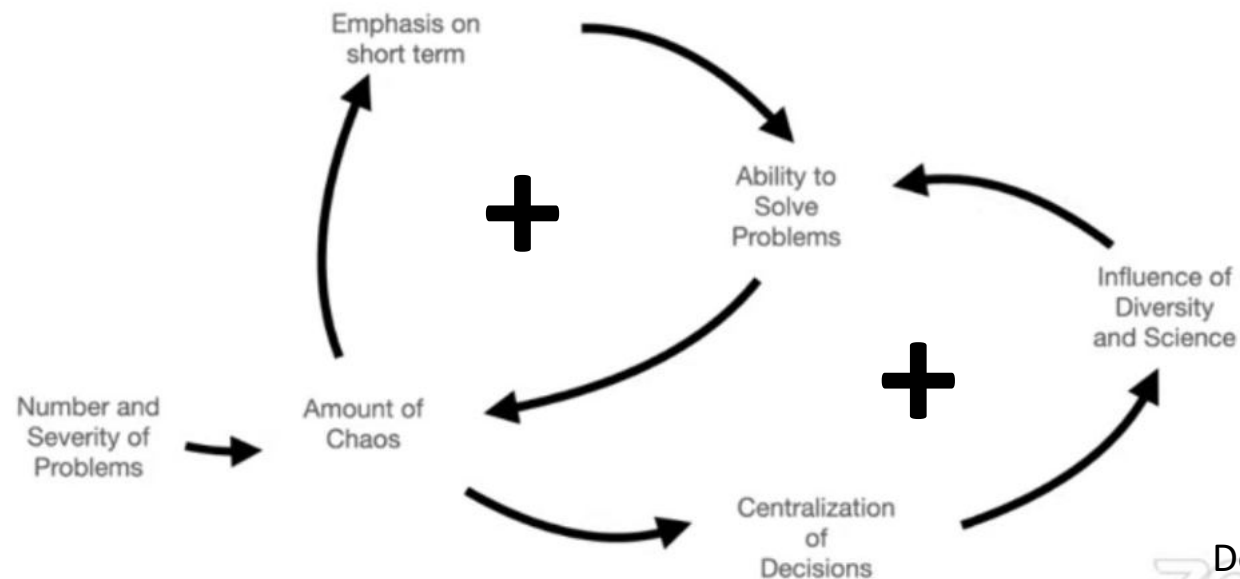 Emphasis on
short term
Ability to
Solve
Problems
Influence of
Diversity
and Science
Number and
Severity of
Problems
Amount of
Chaos
Centralization
of
Decisions